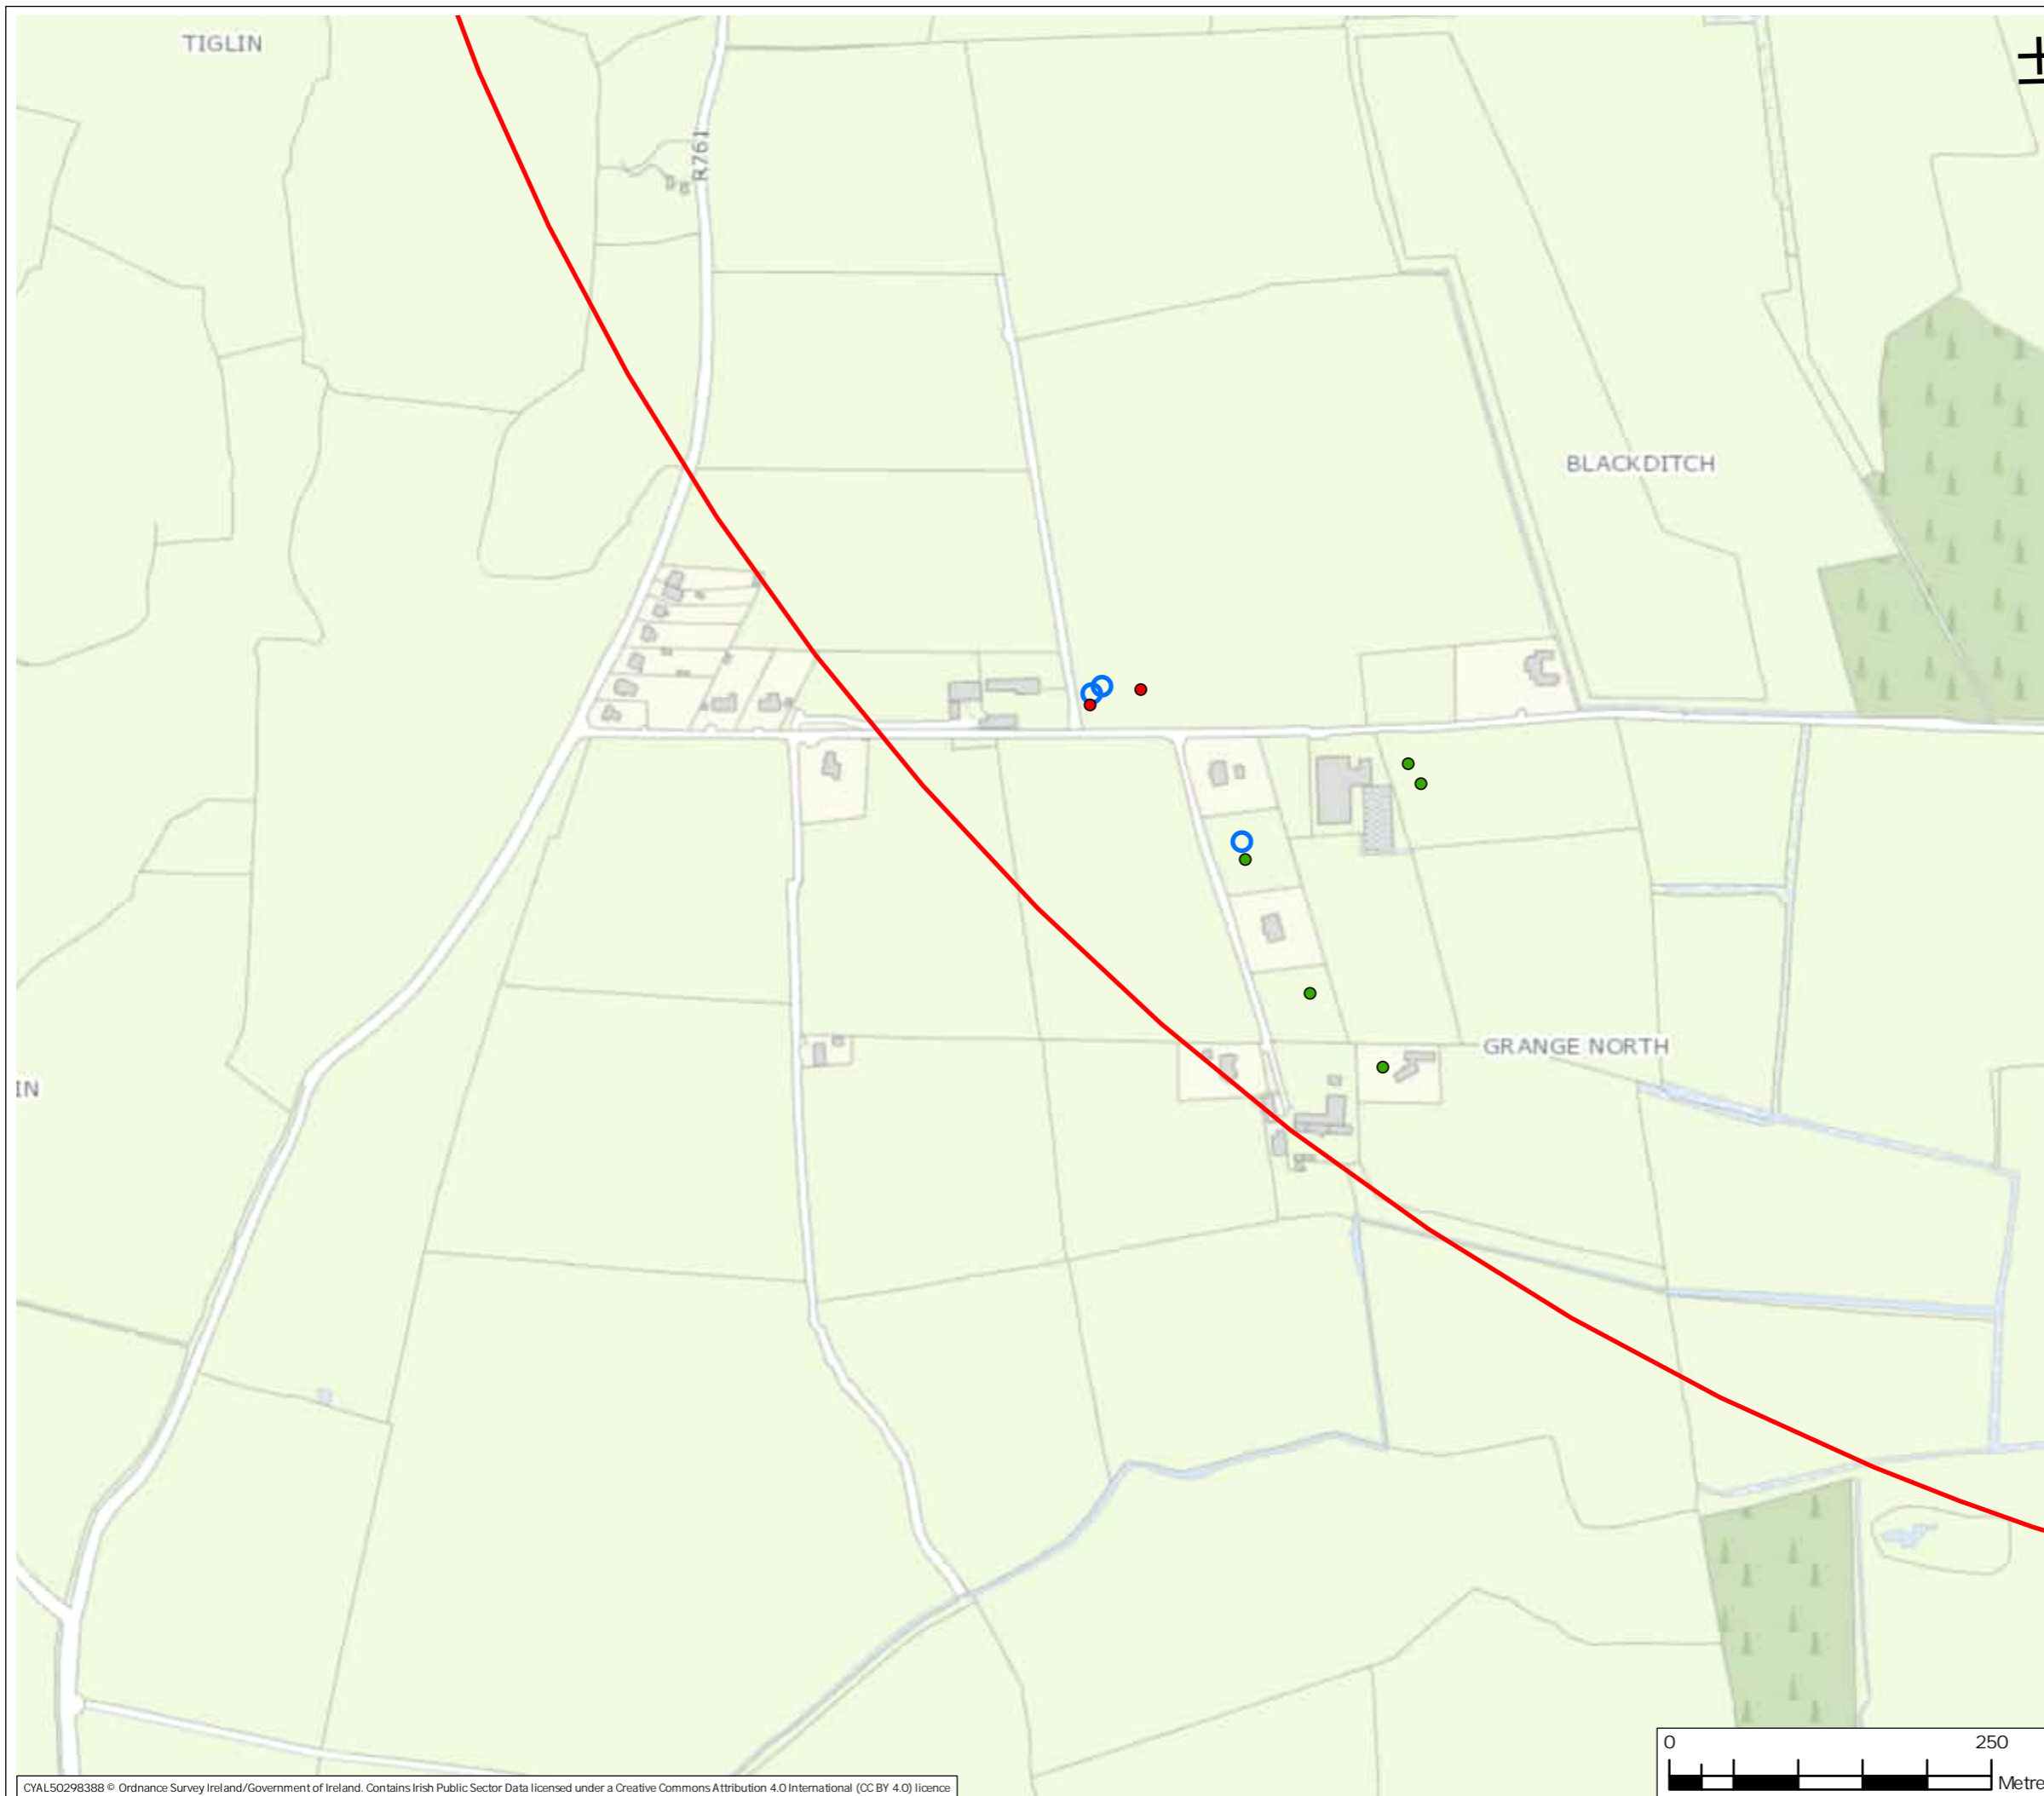 TIGLIN
R761
BLACKDITCH
GRANGE NORTH
IN
0 250
Metre
CYAL50298388 © Ordnance Survey Ireland/Government of Ireland. Contains Irish Public Sector Data licensed under a Creative Commons Attribution 4.0 International (CC BY 4.0) licence